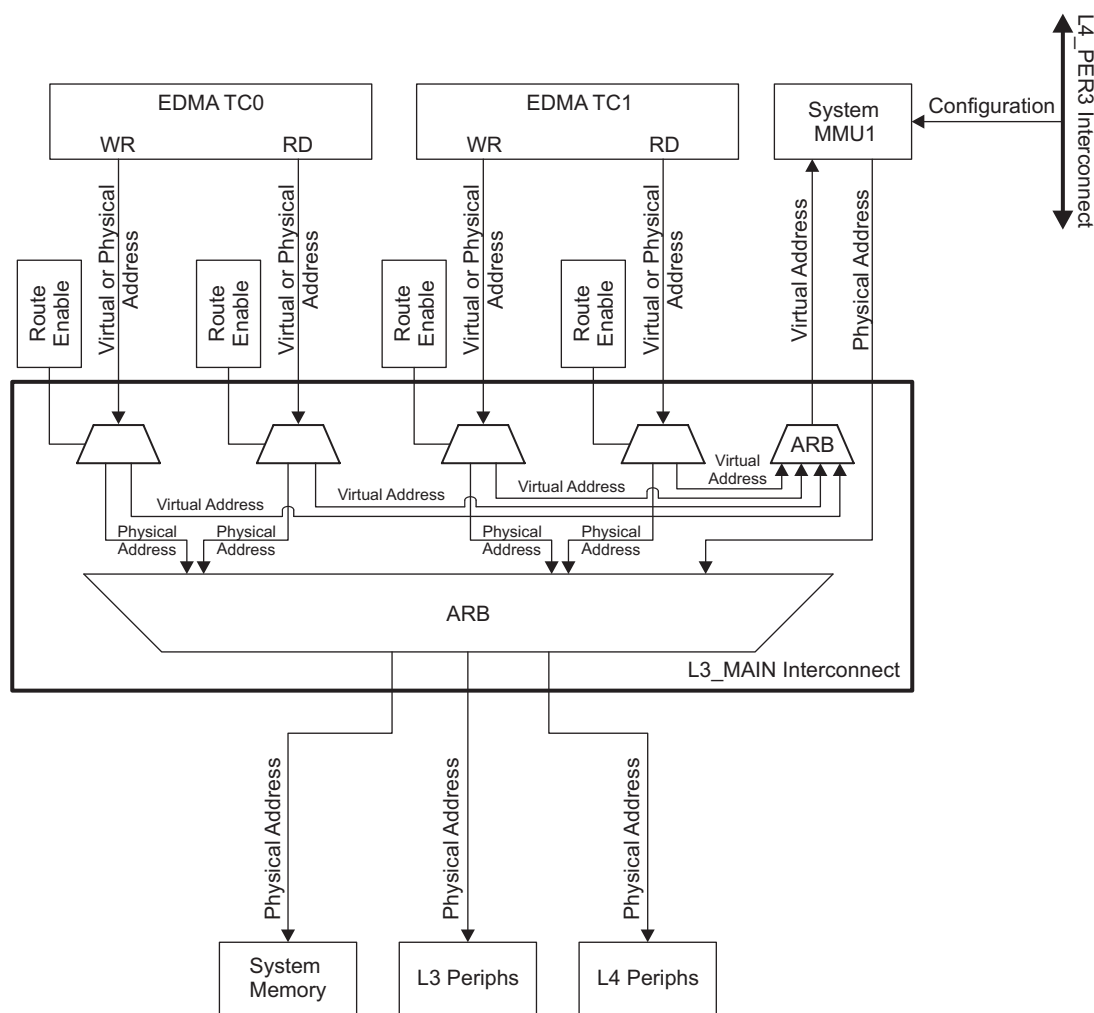 L4_PER3 Interconnect
EDMA TC0
WR
RD
EDMA TC1
WR
RD
System
MMU1
Configuration
Virtual or Physical
Address
Virtual or Physical
Address
Virtual or Physical
Address
Virtual or Physical
Address
Virtual Address
Physical Address
Route
Enable
Route
Enable
Route
Enable
Route
Enable
ARB
Virtual
Address
Virtual Address
Virtual Address
Virtual Address
Physical
Address
Physical
Address
Physical
Address
Physical
Address
ARB
L3_MAIN Interconnect
Physical Address
Physical Address
Physical Address
System
Memory
L3 Periphs
L4 Periphs